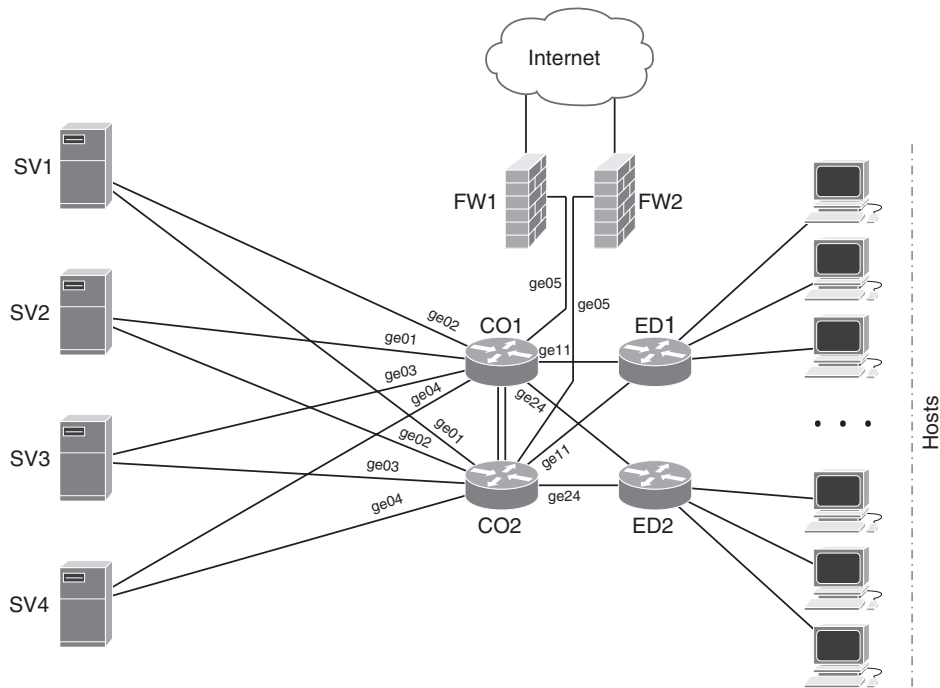 Internet
SV1
FW1
FW2
ge05
ge05
SV2
ge02
CO1
ED1
ge01
ge11
ge03
ge04
ge24
Hosts
ge01
ge02
SV3
ge03
ge11
ge04
CO2
ge24
ED2
SV4